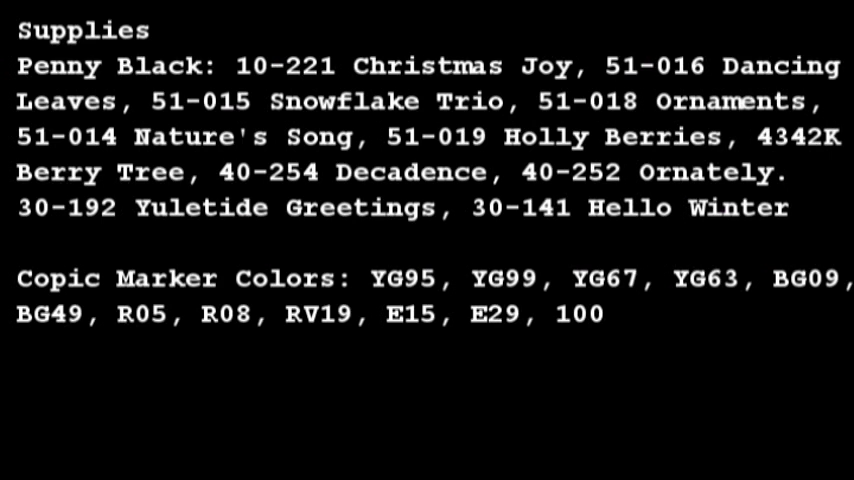 Supplies
Penny Black: 10-221 Christmas Joy, 51-016 Dancing
Leaves, 51-015 Snowflake Trio, 51-018 Ornaments,
51-014 Nature's Song, 51-019 Holly Berries, 4342K
Berry Tree, 40-254 Decadence, 40-252 Ornately.
30-192 Yuletide Greetings, 30-141 Hello Winter
Copic Marker Colors: YG95, YG99, YG67, YG63, BG09,
BG49, R05, R08, RV19, E15, E29, 100